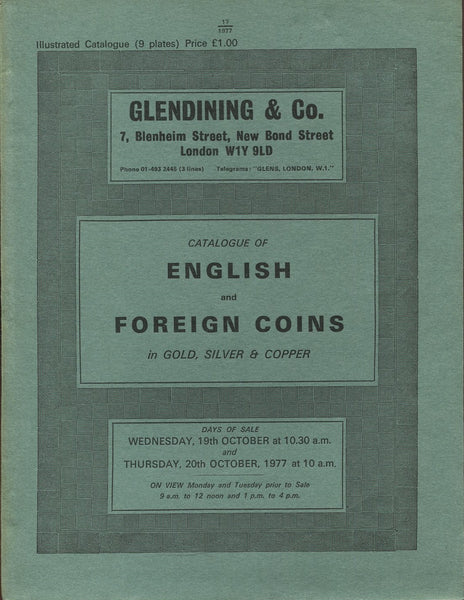 13
1977
Illustrated Catalogue (9 plates) Price £1.00
GLENDINING & Co.
7, Blenheim Street, New Bond Street
London W1Y 9LD
Phone 01-493 2445 (3 lines) Telegrams: "GLENS, LONDON, W.1."
CATALOGUE OF
ENGLISH
and
FOREIGN COINS
in GOLD, SILVER & COPPER
DAYS OF SALE
WEDNESDAY, 19th OCTOBER at 10.30 a.m.
and
THURSDAY, 20th OCTOBER, 1977 at 10 a.m.
ON VIEW Monday and Tuesday prior to Sale
9 a.m. to 12 noon and 1 p.m. to 4 p.m.